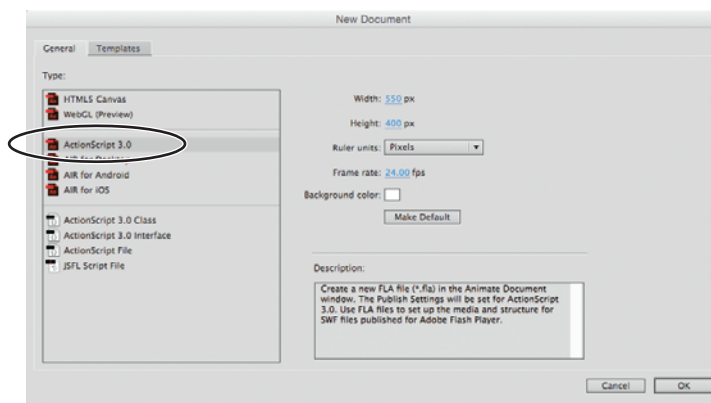 New Document
General Templates
Type:
HTML5 Canvas
WebGL (Preview)
ActionScript 3.0
AIR for Desktop
AIR for Android
AIR for iOS
ActionScript 3.0 Class
ActionScript 3.0 Interface
ActionScript File
JSFL Script File
Width: 550 px
Height: 400 px
Ruler units: Pixels
Frame rate: 24.00 fps
Background color:
Make Default
Description:
Create a new FLA file (*.fla) in the Animate Document
window. The Publish Settings will be set for ActionScript
3.0. Use FLA files to set up the media and structure for
SWF files published for Adobe Flash Player.
Cancel OK